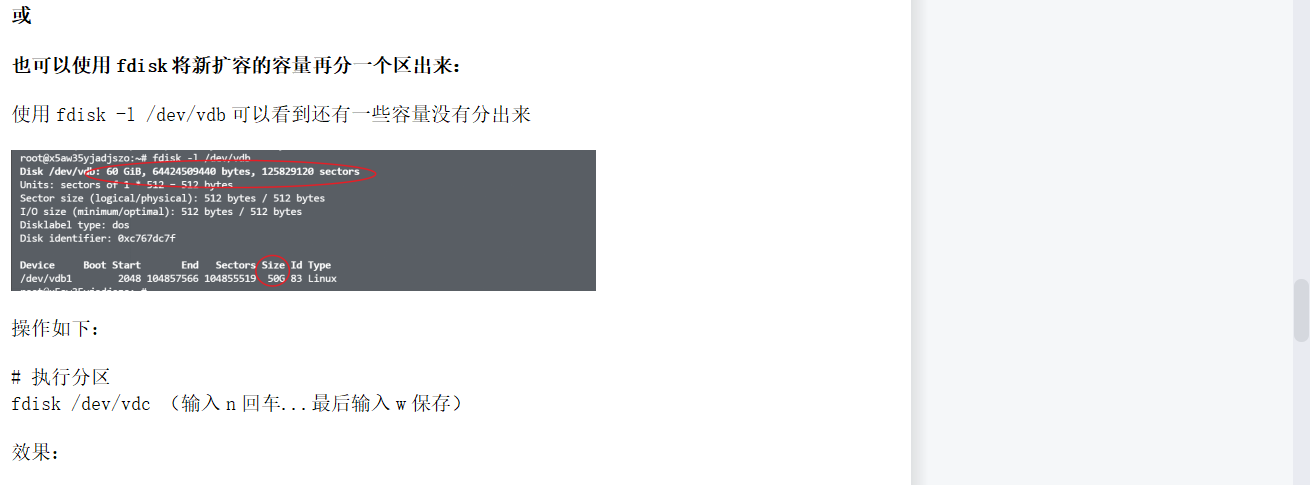 或
也可以使用 fdisk 将新扩容的容量再分一个区出来：
使用 fdisk -l /dev/vdb 可以看到还有一些容量没有分出来
root@x5aw35yjadjszo:~# fdisk -l /dev/vdb
Disk /dev/vdb: 60 GiB, 64424509440 bytes, 125829120 sectors
Units: sectors of 1 * 512 = 512 bytes
Sector size (logical/physical): 512 bytes / 512 bytes
I/O size (minimum/optimal): 512 bytes / 512 bytes
Disklabel type: dos
Disk identifier: 0xc767dc7f
Device Boot Start End Sectors Size Id Type
/dev/vdb1 2048 104857566 104855519 50G 83 Linux
操作如下：
# 执行分区
fdisk /dev/vdc （输入 n 回车...最后输入 w 保存）
效果：